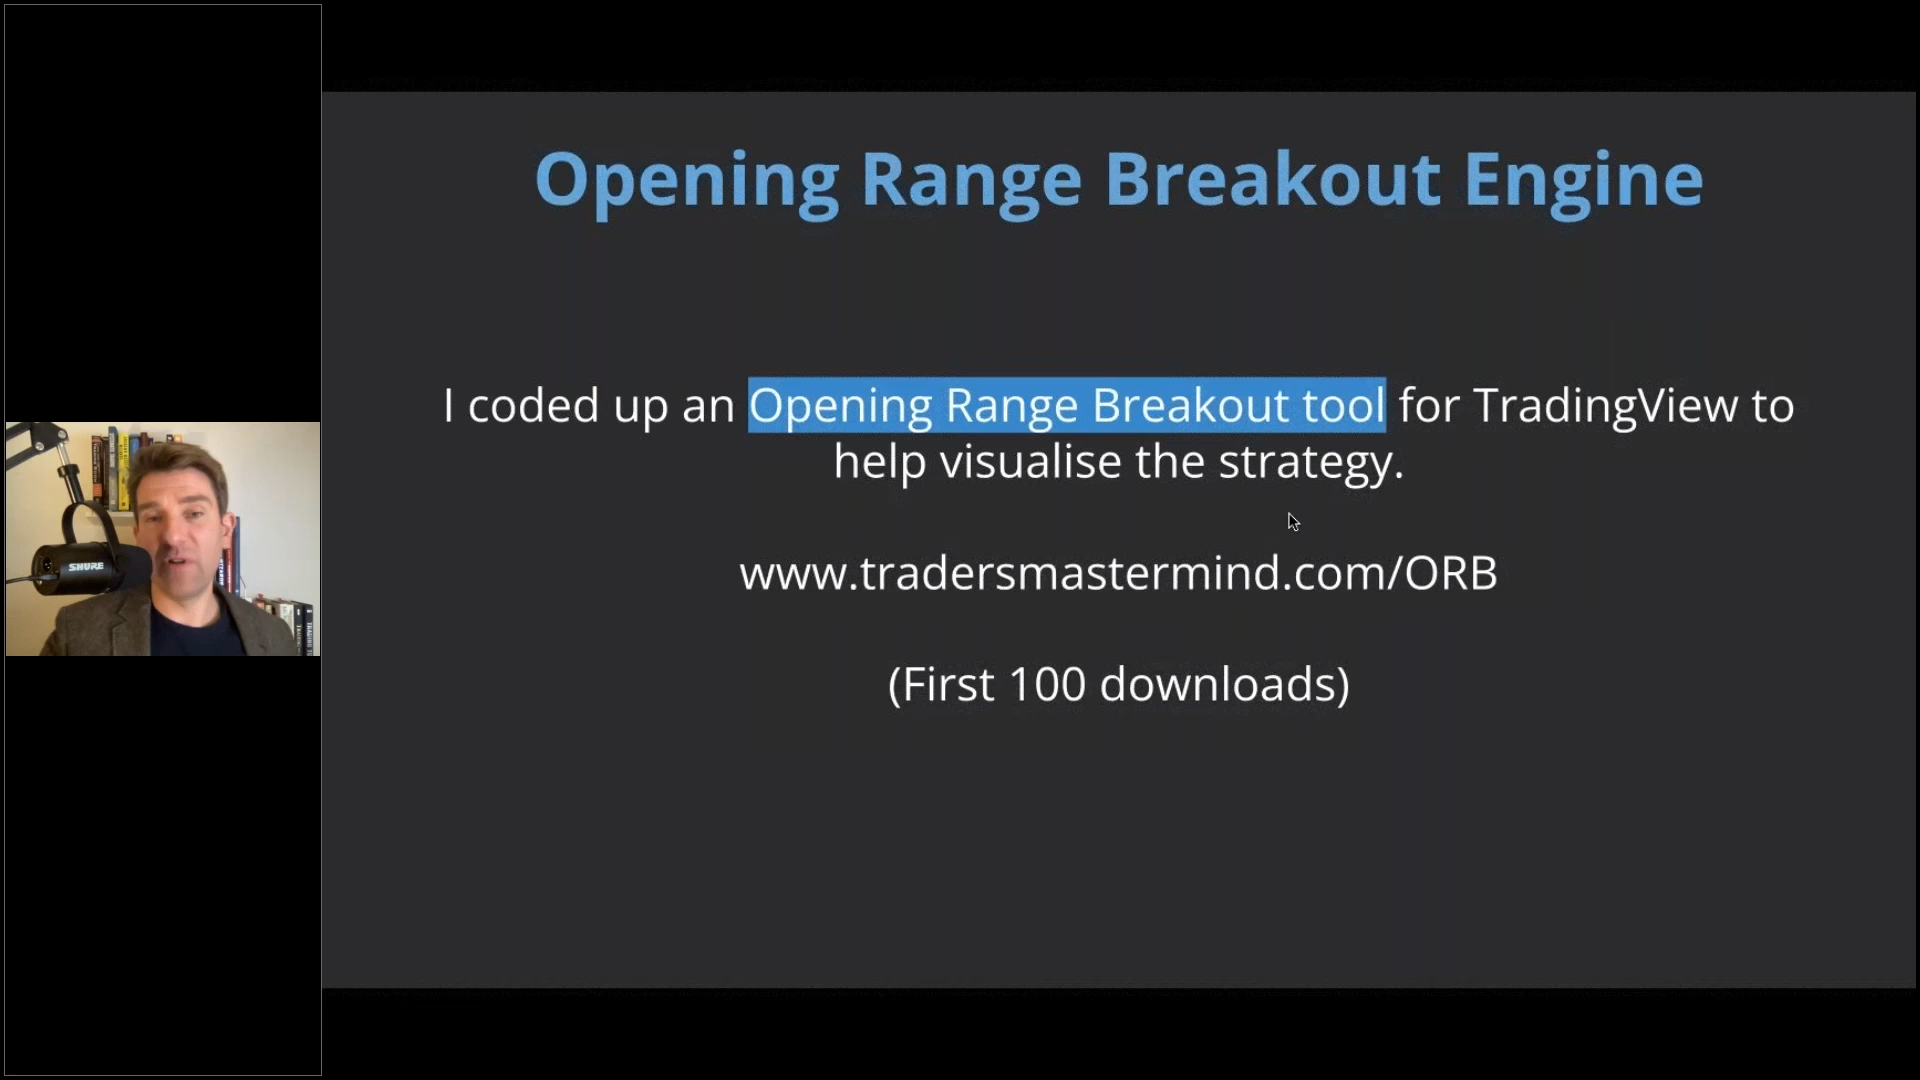 Opening Range Breakout Engine
I coded up an Opening Range Breakout tool for TradingView to
help visualise the strategy.
www.tradersmastermind.com/ORB
(First 100 downloads)
SHURE